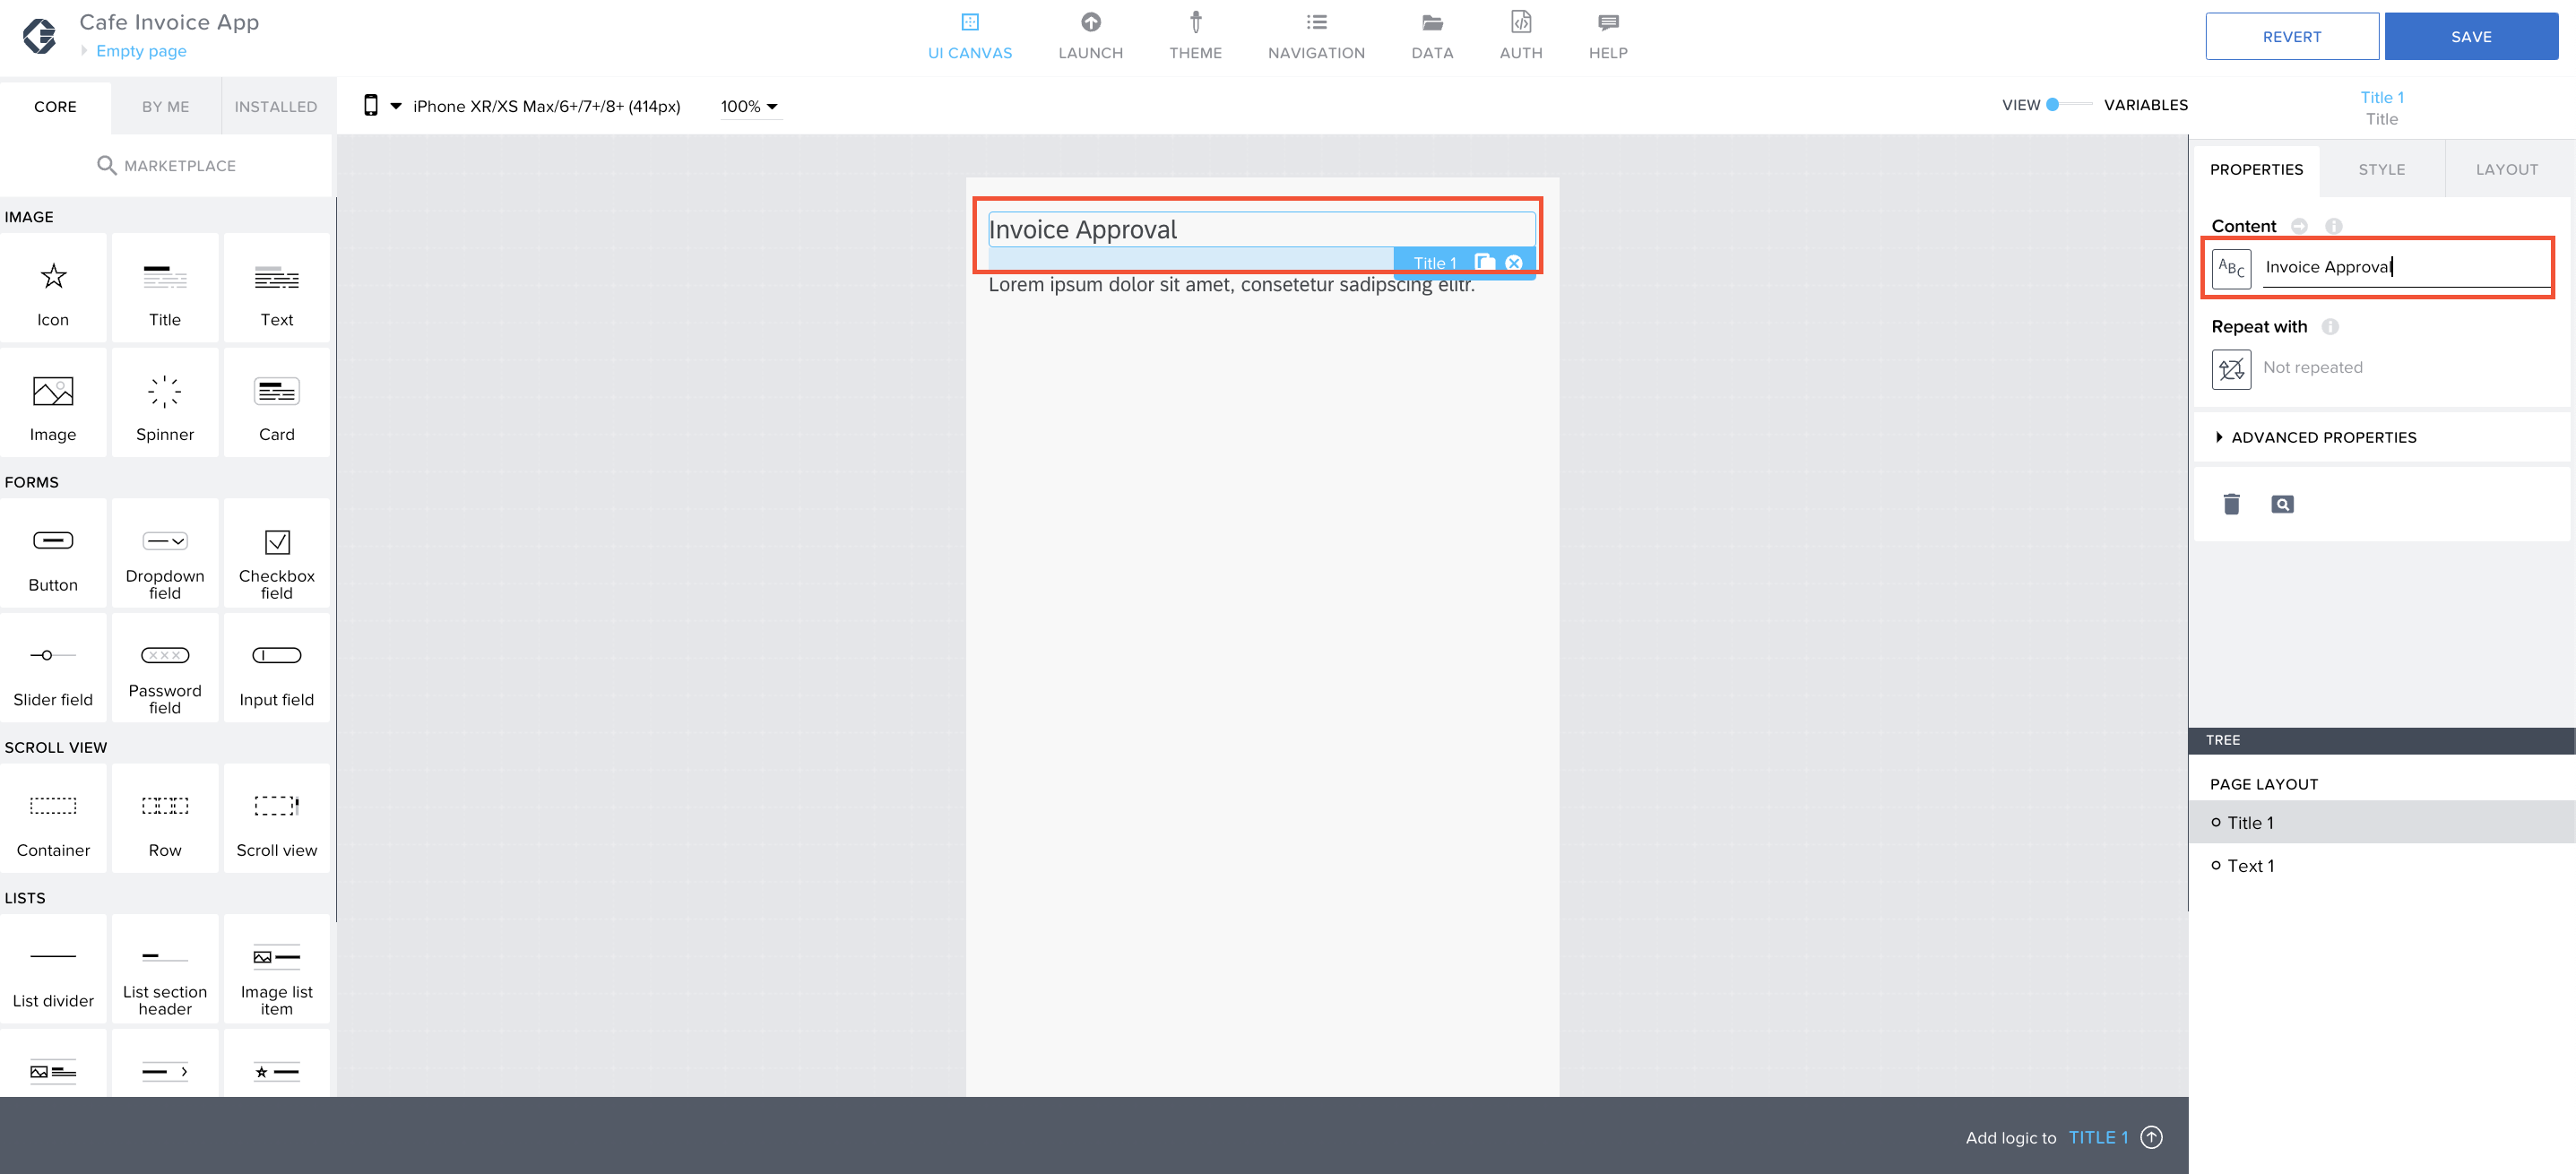 Cafe Invoice App
Empty page
UI CANVAS
LAUNCH
THEME
NAVIGATION
DATA
AUTH
HELP
REVERT
SAVE
CORE
BY ME
INSTALLED
iPhone XR/XS Max/6+/7+/8+ (414px)
100%
VIEW
VARIABLES
Title 1
Title
MARKETPLACE
PROPERTIES
STYLE
LAYOUT
IMAGE
Icon
Title
Text
Image
Spinner
Card
FORMS
Button
Dropdown
field
Checkbox
field
Slider field
Password
field
Input field
SCROLL VIEW
Container
Row
Scroll view
LISTS
List divider
List section
header
Image list
item
Invoice Approval
Title 1
Lorem ipsum dolor sit amet, consetetur sadipscing elitr.
Content
ABC
Invoice Approval
Repeat with
Not repeated
ADVANCED PROPERTIES
TREE
PAGE LAYOUT
Title 1
Text 1
Add logic to TITLE 1